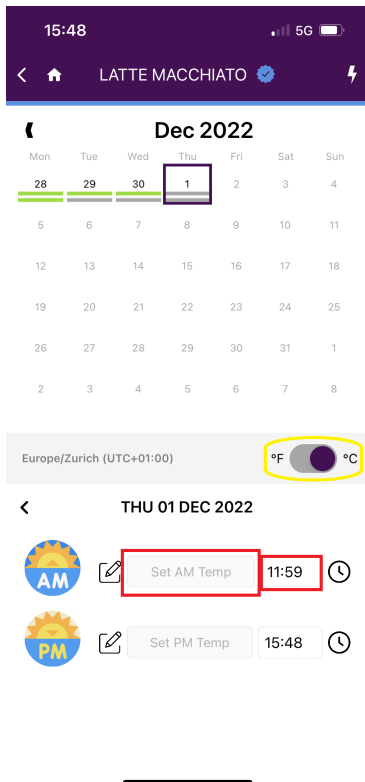 15:48 5G
LATTE MACCHIATO
Dec 2022
Mon Tue Wed Thu Fri Sat Sun
28 29 30 1 2 3 4
5 6 7 8 9 10 11
12 13 14 15 16 17 18
19 20 21 22 23 24 25
26 27 28 29 30 31 1
2 3 4 5 6 7 8
Europe/Zurich (UTC+01:00) °F °C
THU 01 DEC 2022
AM Set AM Temp 11:59
PM Set PM Temp 15:48